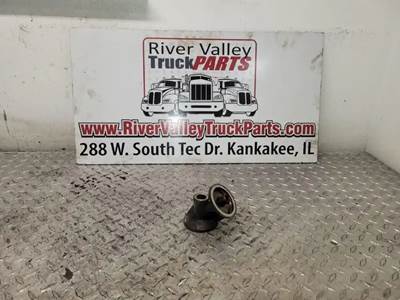 River Valley
TruckPARTS
www.RiverValleyTruckParts.com
288 W. South Tec Dr. Kankakee, IL